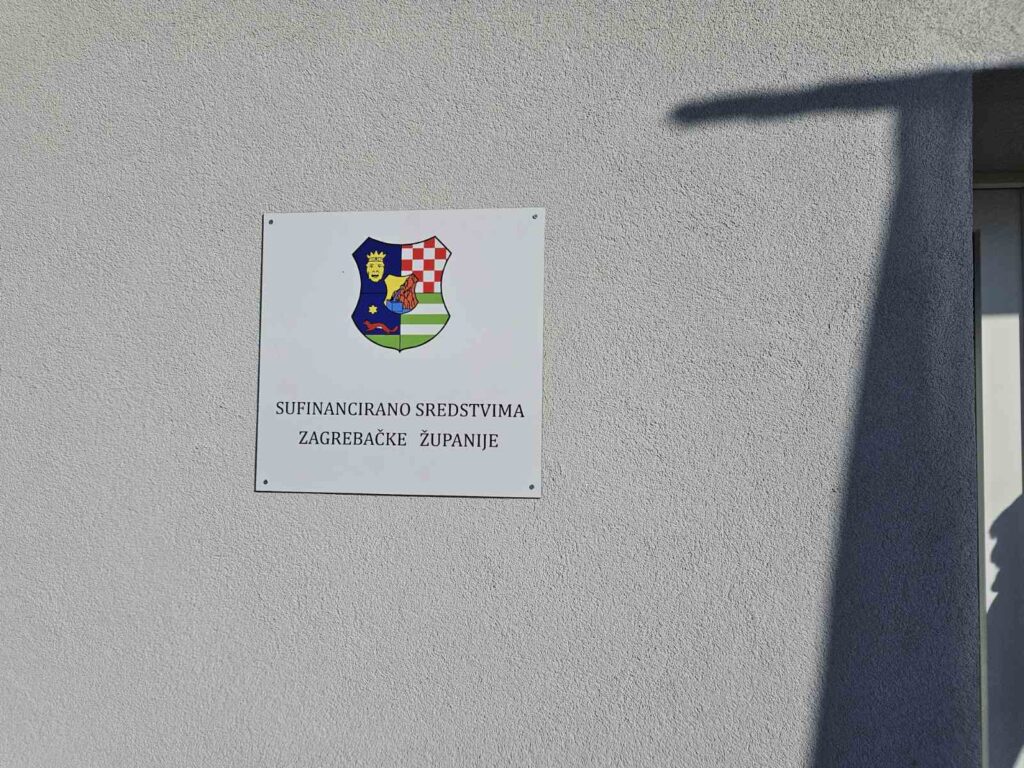 SUFINANCIRANO SREDSTVIMA
ZAGREBAČKE ŽUPANIJE